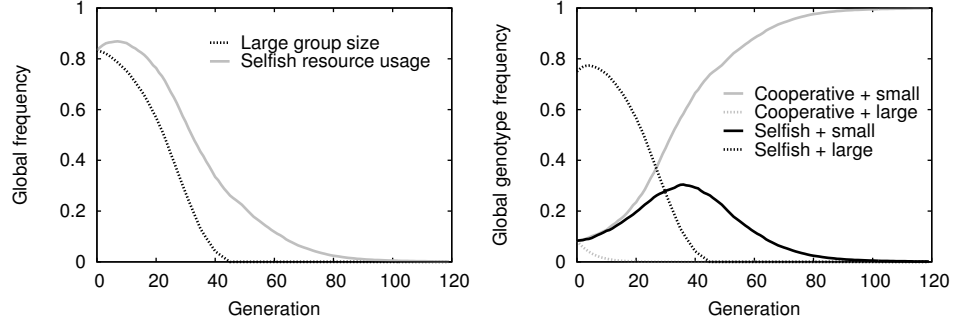 Global frequency
1
0.8
0.6
0.4
0.2
0
0 20 40 60 80 100 120
Generation
Large group size
Selfish resource usage
Global genotype frequency
1
0.8
0.6
0.4
0.2
0
0 20 40 60 80 100 120
Generation
Cooperative + small
Cooperative + large
Selfish + small
Selfish + large